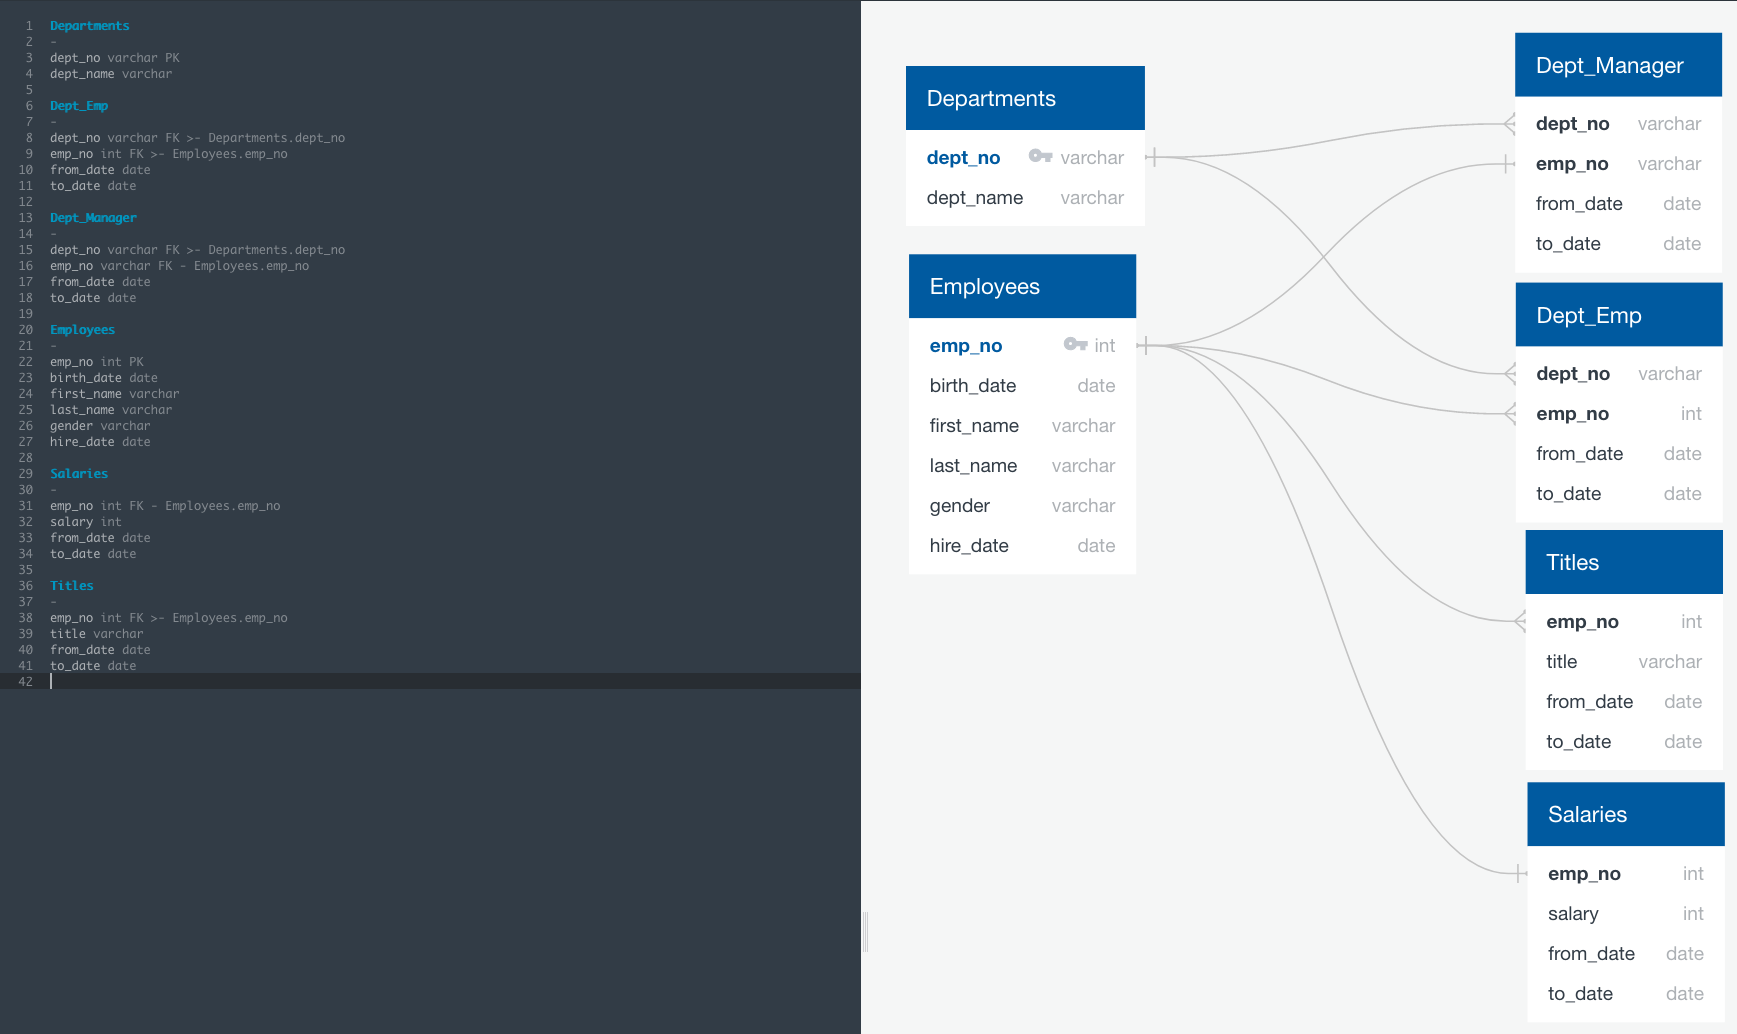 1 Departments
2 -
3 dept_no varchar PK
4 dept_name varchar
5
6 Dept_Emp
7 -
8 dept_no varchar FK >- Departments.dept_no
9 emp_no int FK >- Employees.emp_no
10 from_date date
11 to_date date
12
13 Dept_Manager
14 -
15 dept_no varchar FK >- Departments.dept_no
16 emp_no varchar FK - Employees.emp_no
17 from_date date
18 to_date date
19
20 Employees
21 -
22 emp_no int PK
23 birth_date date
24 first_name varchar
25 last_name varchar
26 gender varchar
27 hire_date date
28
29 Salaries
30 -
31 emp_no int FK - Employees.emp_no
32 salary int
33 from_date date
34 to_date date
35
36 Titles
37 -
38 emp_no int FK >- Employees.emp_no
39 title varchar
40 from_date date
41 to_date date
42
Departments
dept_no varchar
dept_name varchar
Employees
emp_no int
birth_date date
first_name varchar
last_name varchar
gender varchar
hire_date date
Dept_Manager
dept_no varchar
emp_no varchar
from_date date
to_date date
Dept_Emp
dept_no varchar
emp_no int
from_date date
to_date date
Titles
emp_no int
title varchar
from_date date
to_date date
Salaries
emp_no int
salary int
from_date date
to_date date